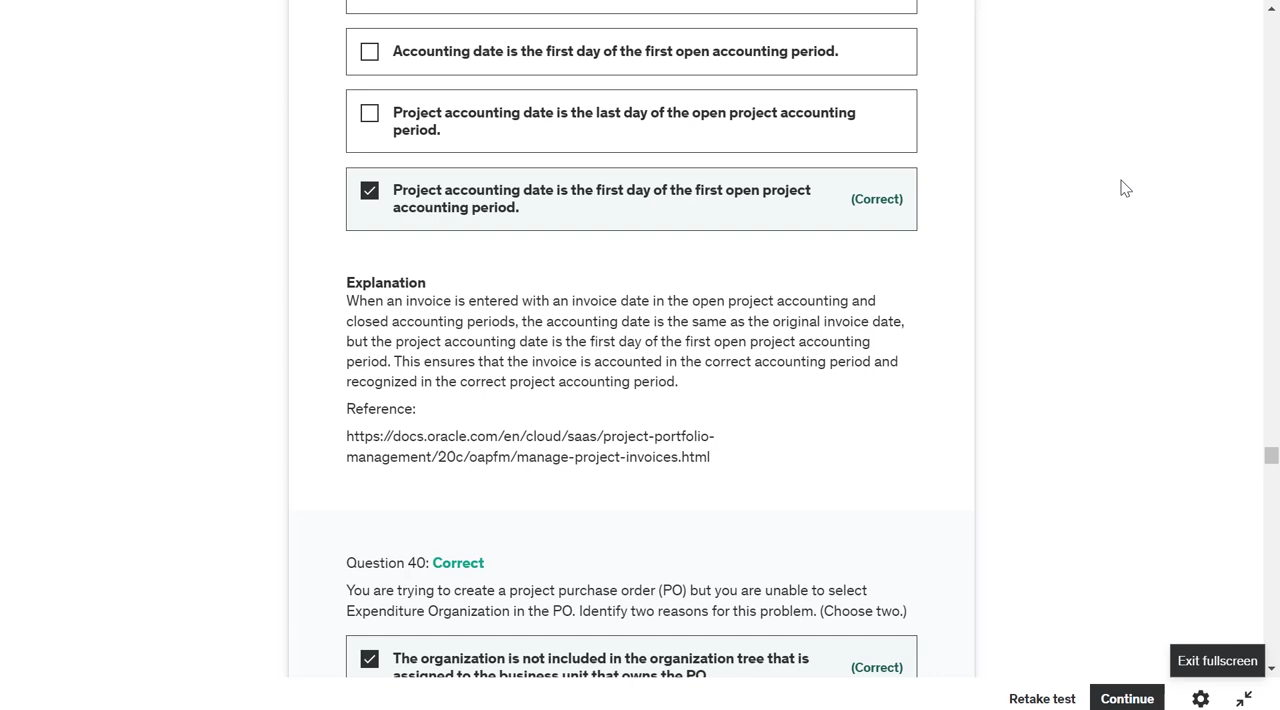 Accounting date is the first day of the first open accounting period.
Project accounting date is the last day of the open project accounting
period.
Project accounting date is the first day of the first open project
accounting period.
(Correct)
Explanation
When an invoice is entered with an invoice date in the open project accounting and
closed accounting periods, the accounting date is the same as the original invoice date,
but the project accounting date is the first day of the first open project accounting
period. This ensures that the invoice is accounted in the correct accounting period and
recognized in the correct project accounting period.
Reference:
https://docs.oracle.com/en/cloud/saas/project-portfolio-
management/20c/oapfm/manage-project-invoices.html
Question 40: Correct
You are trying to create a project purchase order (PO) but you are unable to select
Expenditure Organization in the PO. Identify two reasons for this problem. (Choose two.)
The organization is not included in the organization tree that is
assigned to the business unit that owns the PO.
(Correct)
Exit fullscreen
Retake test
Continue